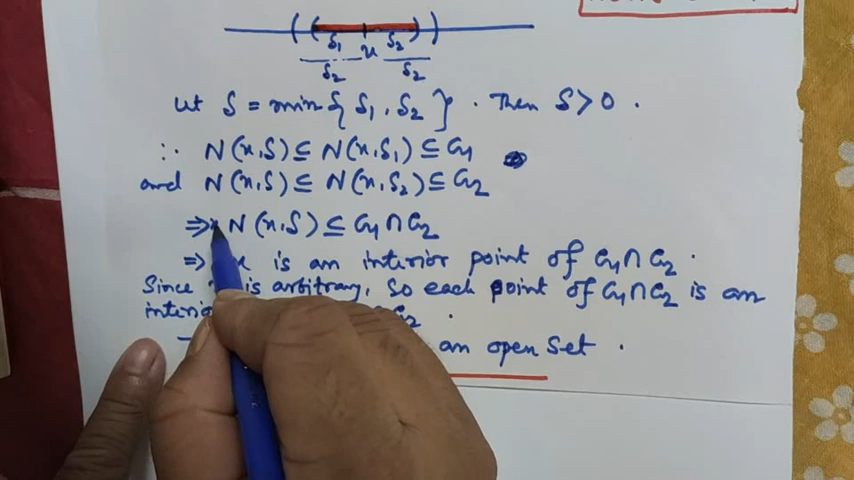 ( ( ) )
δ₁ x δ₂
δ₂ δ₂
Let δ = min { δ₁, δ₂ } . Then δ > 0 .
∴ N(x, δ) ⊆ N(x, δ₁) ⊆ G₁
and N(x, δ) ⊆ N(x, δ₂) ⊆ G₂
⇒ N(x, δ) ⊆ G₁ ∩ G₂
⇒ x is an interior point of G₁ ∩ G₂ .
Since is arbitrary, so each point of G₁ ∩ G₂ is an
G₂ .
an open set .